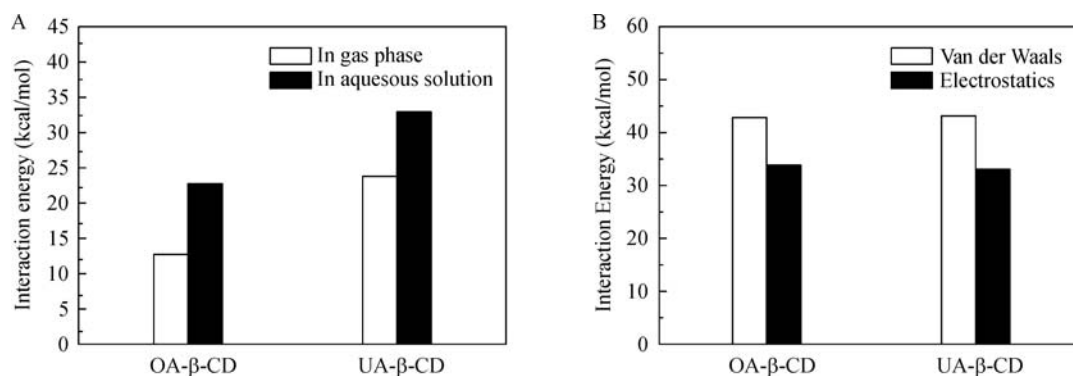 A
Interaction energy (kcal/mol)
45
40
35
30
25
20
15
10
5
0
In gas phase
In aquesous solution
OA-β-CD
UA-β-CD
B
Interaction Energy (kcal/mol)
60
50
40
30
20
10
0
Van der Waals
Electrostatics
OA-β-CD
UA-β-CD